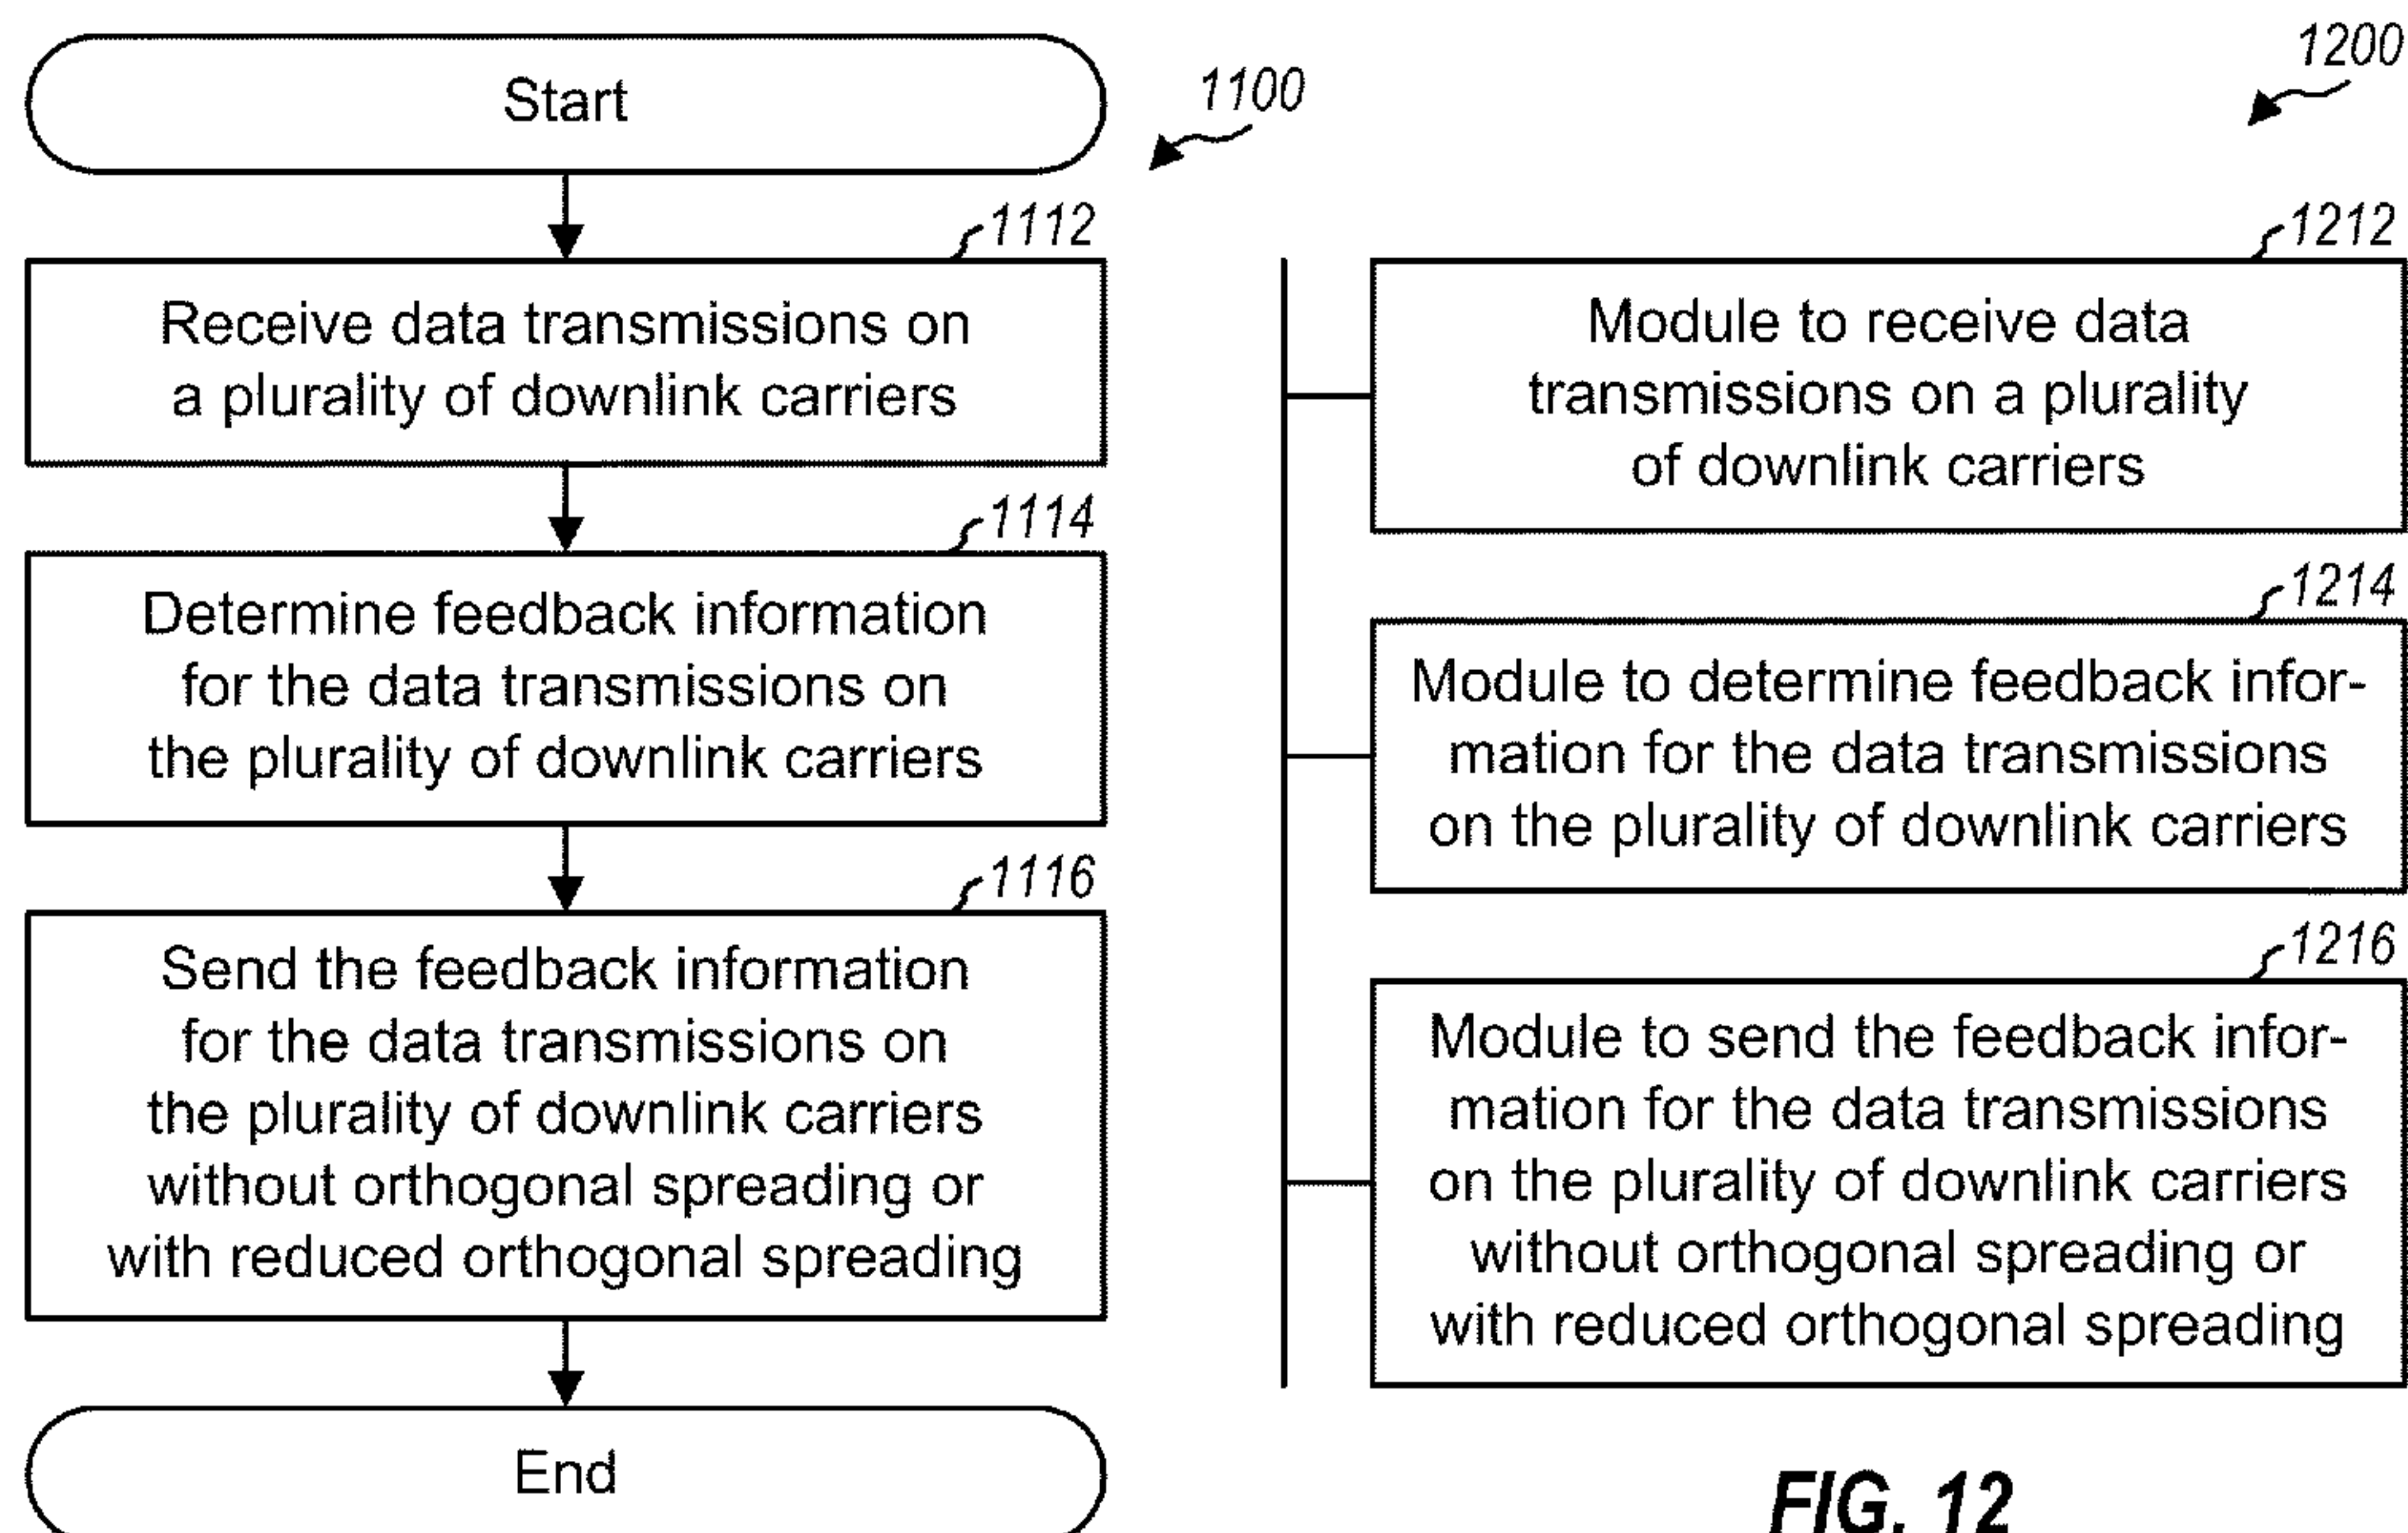 Start
1100
1112
Receive data transmissions on
a plurality of downlink carriers
1114
Determine feedback information
for the data transmissions on
the plurality of downlink carriers
1116
Send the feedback information
for the data transmissions on
the plurality of downlink carriers
without orthogonal spreading or
with reduced orthogonal spreading
End
1200
1212
Module to receive data
transmissions on a plurality
of downlink carriers
1214
Module to determine feedback infor-
mation for the data transmissions
on the plurality of downlink carriers
1216
Module to send the feedback infor-
mation for the data transmissions
on the plurality of downlink carriers
without orthogonal spreading or
with reduced orthogonal spreading
FIG. 12